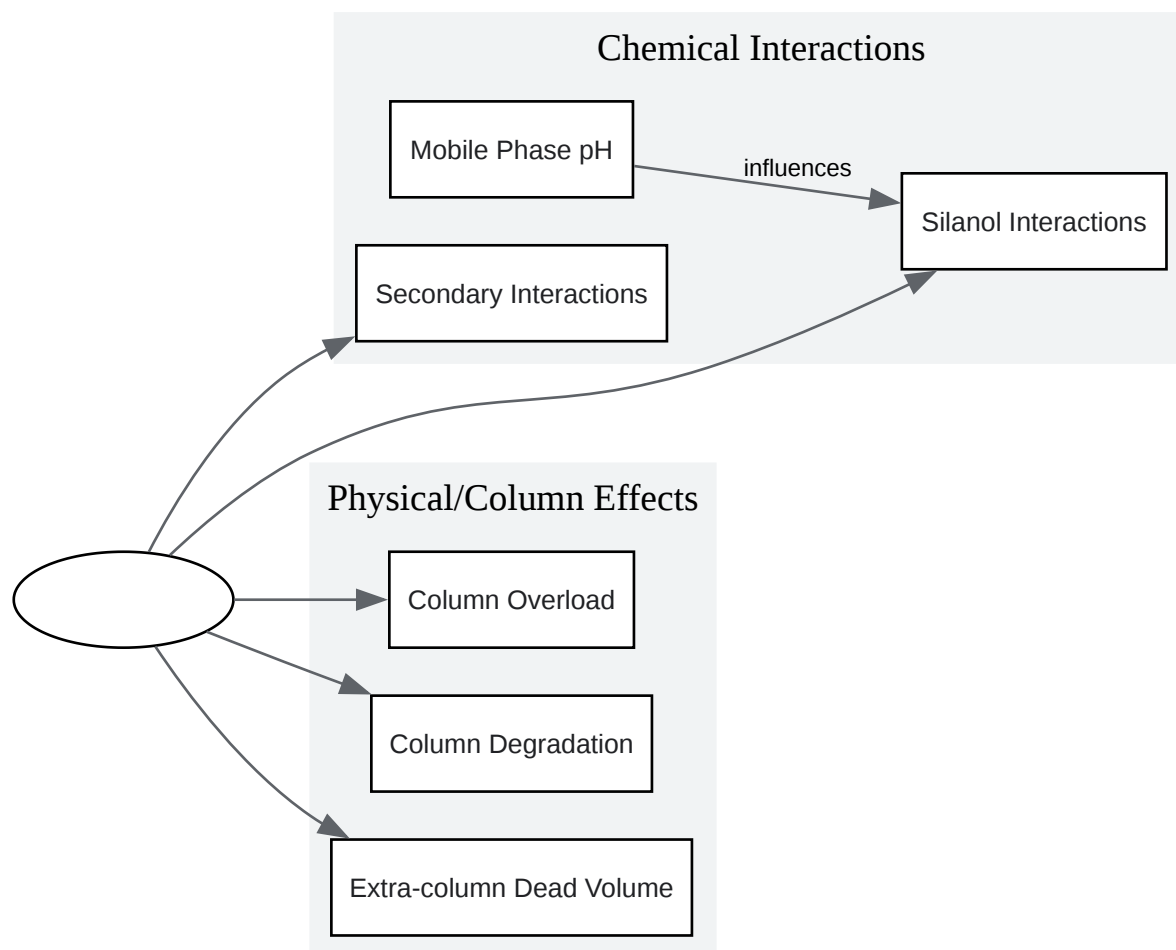 Chemical Interactions
Mobile Phase pH
influences
Silanol Interactions
Secondary Interactions
Physical/Column Effects
Column Overload
Column Degradation
Extra-column Dead Volume